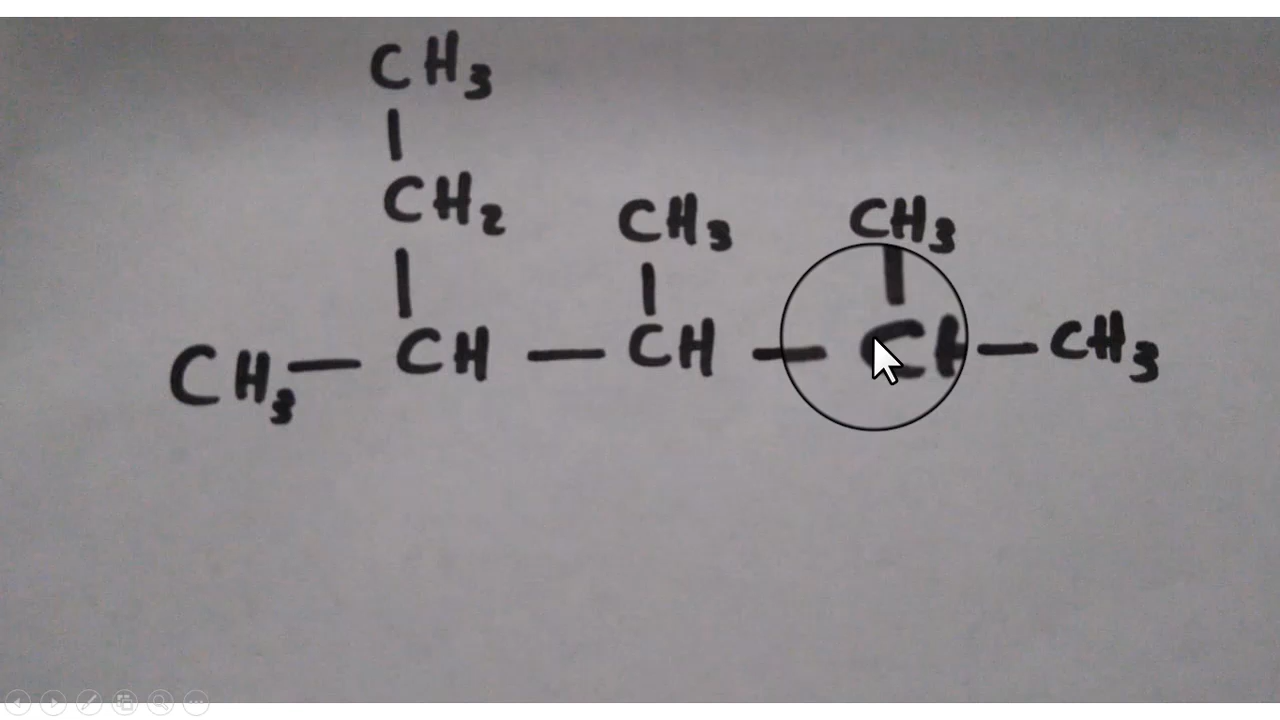 CH3
|
CH2 CH3 CH3
| | |
CH3 — CH — CH — CH — CH3